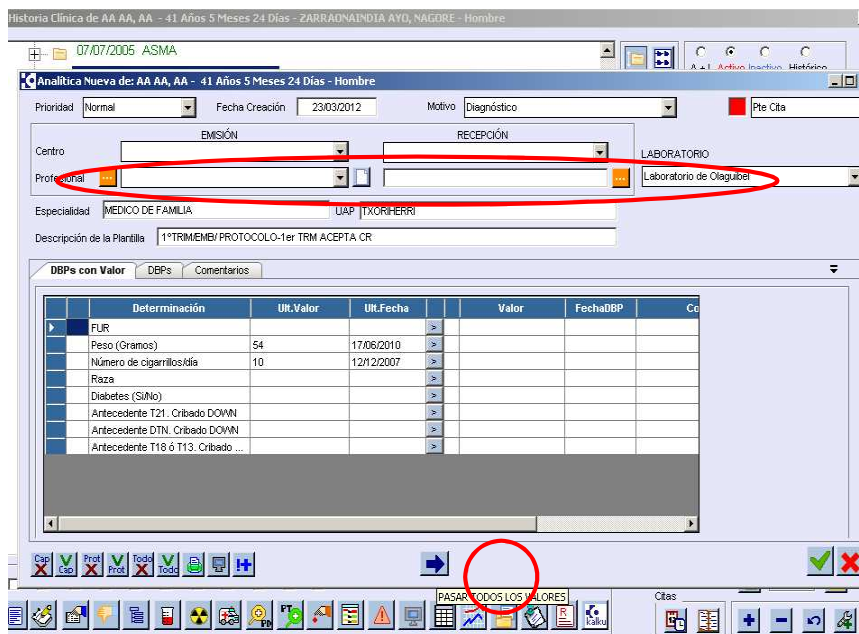 Historia Clínica de AA AA, AA - 41 Años 5 Meses 24 Días - ZARRAONAINDIA AYO, NAGORE - Hombre
07/07/2005 ASMA
A + I Activo Inactivo Histórico
Analítica Nueva de: AA AA, AA - 41 Años 5 Meses 24 Días - Hombre
Prioridad Normal Fecha Creación 23/03/2012 Motivo Diagnóstico Pte Cita
EMISIÓN RECEPCIÓN
Centro LABORATORIO
Profesional Laboratorio de Olaguibel
Especialidad MEDICO DE FAMILIA UAP TXORIHERRI
Descripción de la Plantilla 1ºTRIM/EMB/ PROTOCOLO-1er TRM ACEPTA CR
DBPs con Valor DBPs Comentarios
Determinación Ult.Valor Ult.Fecha Valor FechaDBP Co
FUR >
Peso (Gramos) 54 17/06/2010 >
Número de cigarrillos/día 10 12/12/2007 >
Raza >
Diabetes (Si/No) >
Antecedente T21. Cribado DOWN >
Antecedente DTN. Cribado DOWN >
Antecedente T18 ó T13. Cribado ... >
Cap X V Cap Prot X V Prot Todo X V Todo
PASAR TODOS LOS VALORES
Citas
PD PT R kalku